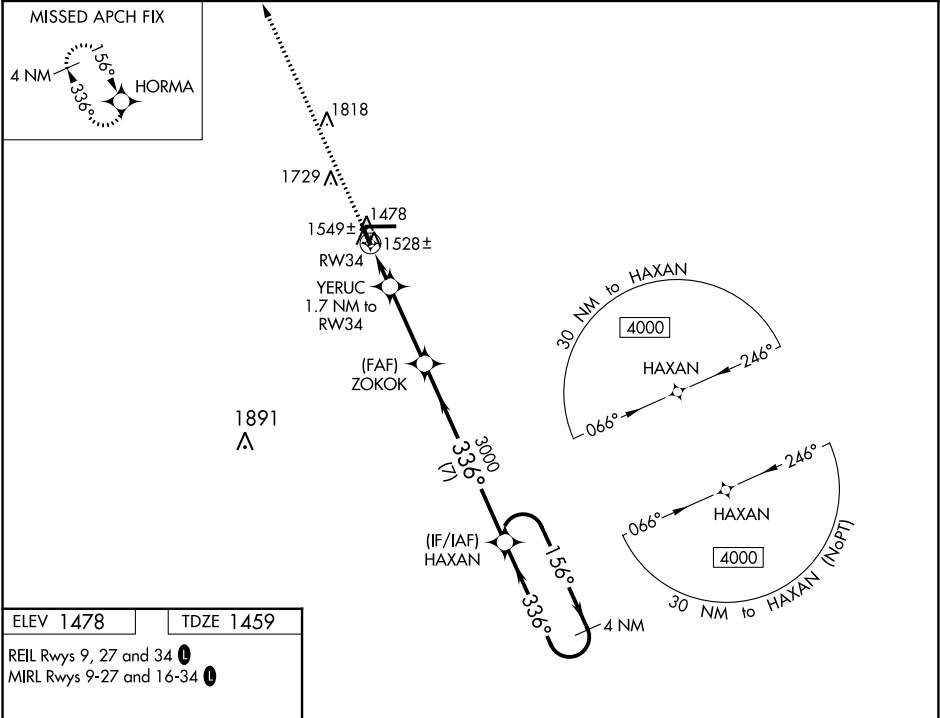 MISSED APCH FIX
156°
4 NM
HORMA
336°
1818
1729
1478
1549±
1528±
RW34
YERUC
1.7 NM to
RW34
30 NM to HAXAN
4000
HAXAN
246°
066°
(FAF)
ZOKOK
1891
3000
336°
(7)
246°
HAXAN
066°
4000
30 NM to HAXAN (NoPT)
(IF/IAF)
HAXAN
156°
336°
4 NM
ELEV 1478
TDZE 1459
REIL Rwys 9, 27 and 34 L
MIRL Rwys 9-27 and 16-34 L